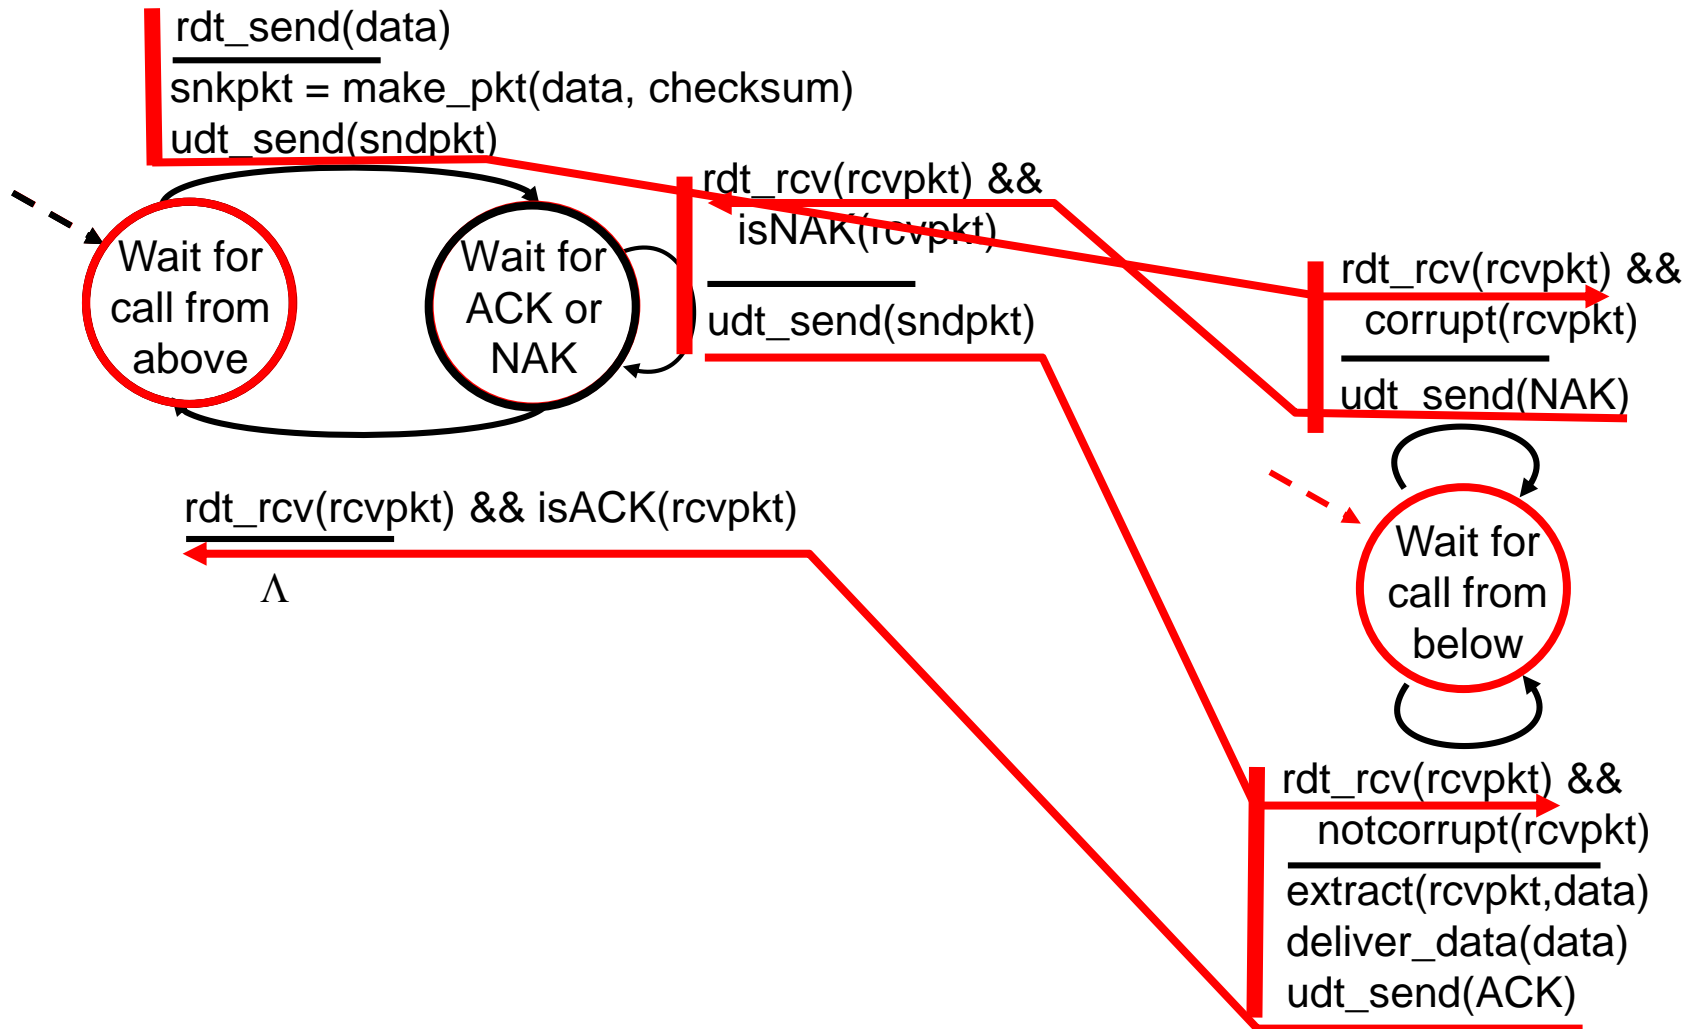 rdt_send(data)
snkpkt = make_pkt(data, checksum)
udt_send(sndpkt)
rdt_rcv(rcvpkt) &&
isNAK(rcvpkt)
udt_send(sndpkt)
Wait for
call from
above
Wait for
ACK or
NAK
rdt_rcv(rcvpkt) && isACK(rcvpkt)
Λ
rdt_rcv(rcvpkt) &&
corrupt(rcvpkt)
udt_send(NAK)
Wait for
call from
below
rdt_rcv(rcvpkt) &&
notcorrupt(rcvpkt)
extract(rcvpkt,data)
deliver_data(data)
udt_send(ACK)